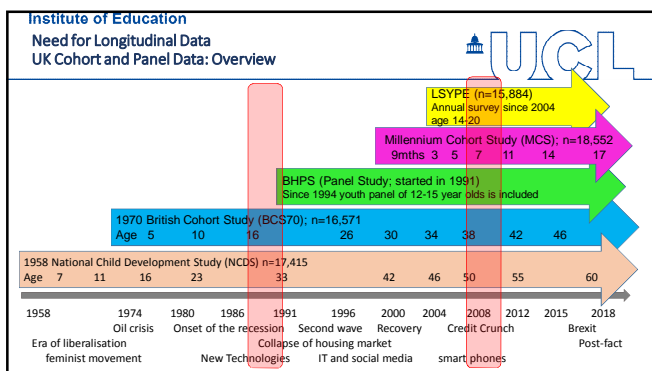 Institute of Education
Need for Longitudinal Data
UK Cohort and Panel Data: Overview
UCL
LSYPE (n=15,884)
Annual survey since 2004
age 14-20
Millennium Cohort Study (MCS); n=18,552
9mths 3 5 7 11 14 17
BHPS (Panel Study; started in 1991)
Since 1994 youth panel of 12-15 year olds is included
1970 British Cohort Study (BCS70); n=16,571
Age 5 10 16 26 30 34 38 42 46
1958 National Child Development Study (NCDS) n=17,415
Age 7 11 16 23 33 42 46 50 55 60
1958 1974 1980 1986 1991 1996 2000 2004 2008 2012 2015 2018
Oil crisis Onset of the recession Second wave Recovery Credit Crunch Brexit
Era of liberalisation Collapse of housing market Post-fact
feminist movement New Technologies IT and social media smart phones